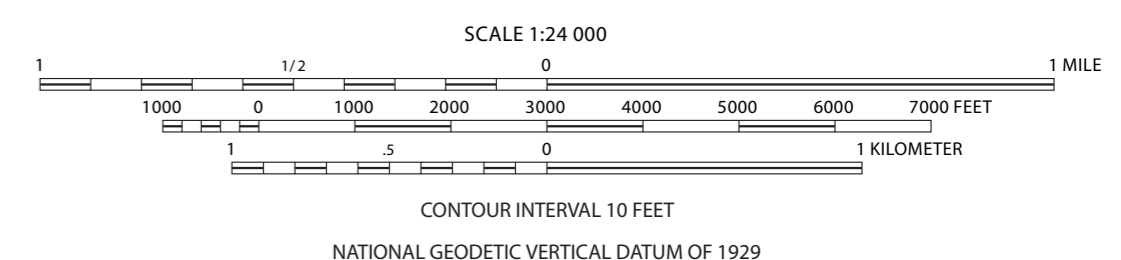 SCALE 1:24 000
1 1/2 0 1 MILE
1000 0 1000 2000 3000 4000 5000 6000 7000 FEET
1 .5 0 1 KILOMETER
CONTOUR INTERVAL 10 FEET
NATIONAL GEODETIC VERTICAL DATUM OF 1929